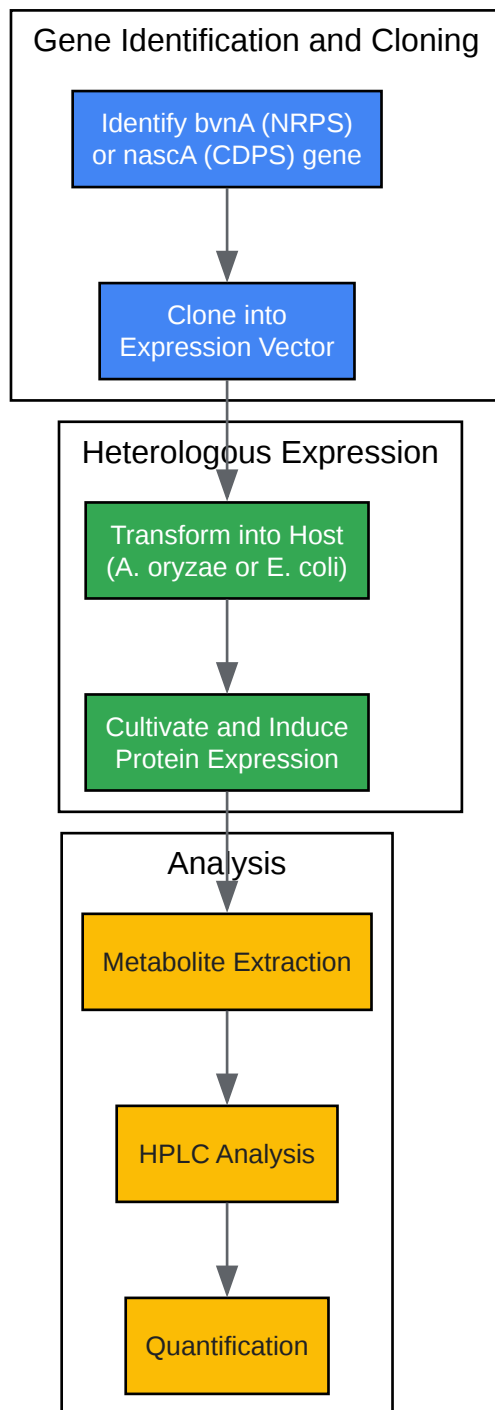 Gene Identification and Cloning
Identify bvnA (NRPS)
or nascA (CDPS) gene
Clone into
Expression Vector
Heterologous Expression
Transform into Host
(A. oryzae or E. coli)
Cultivate and Induce
Protein Expression
Analysis
Metabolite Extraction
HPLC Analysis
Quantification